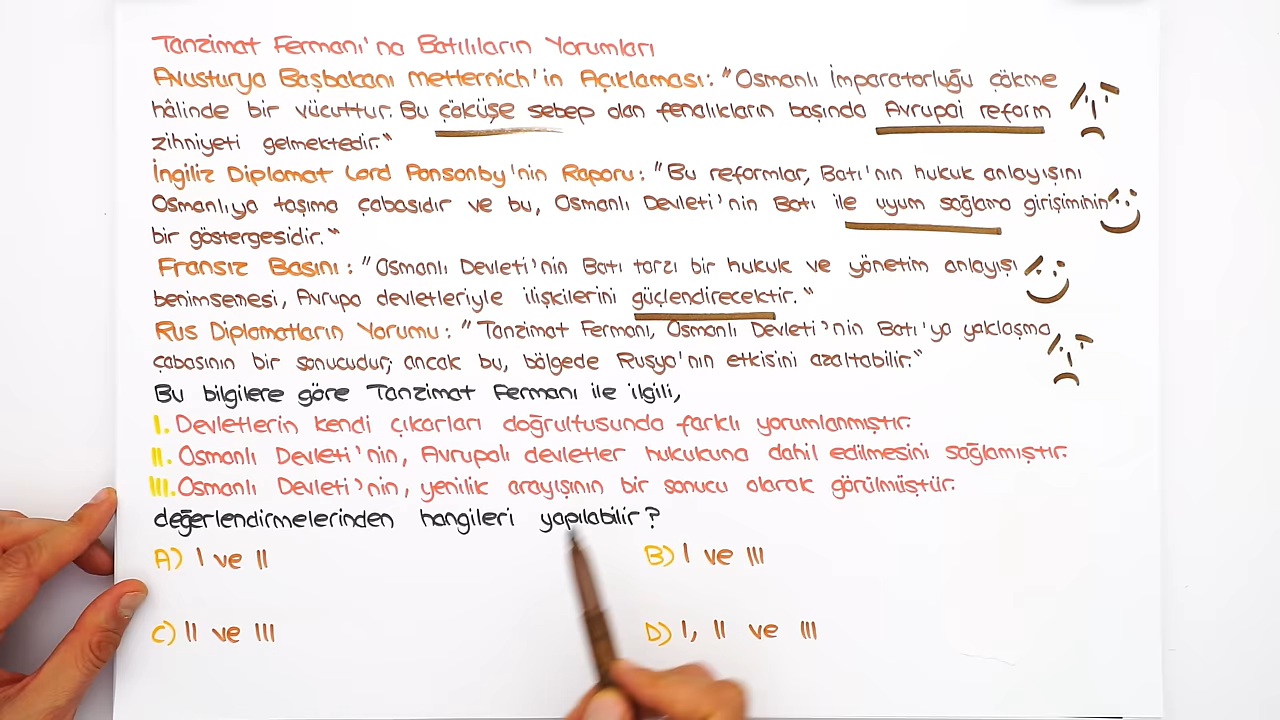 Tanzimat Fermanı'na Batılıların Yorumları
Avusturya Başbakanı Metternich'in Açıklaması: "Osmanlı İmparatorluğu çökme
hâlinde bir vücuttur. Bu çöküşe sebep olan fenalıkların başında Avrupai reform
zihniyeti gelmektedir."
İngiliz Diplomat Lord Ponsonby'nin Raporu: "Bu reformlar, Batı'nın hukuk anlayışını
Osmanlıya taşıma çabasıdır ve bu, Osmanlı Devleti'nin Batı ile uyum sağlama girişiminin
bir göstergesidir."
Fransız Basını: "Osmanlı Devleti'nin Batı tarzı bir hukuk ve yönetim anlayışı
benimsemesi, Avrupa devletleriyle ilişkilerini güçlendirecektir."
Rus Diplomatların Yorumu: "Tanzimat Fermanı, Osmanlı Devleti'nin Batı'ya yaklaşma
çabasının bir sonucudur; ancak bu, bölgede Rusya'nın etkisini azaltabilir."
Bu bilgilere göre Tanzimat Fermanı ile ilgili,
I. Devletlerin kendi çıkarları doğrultusunda farklı yorumlanmıştır.
II. Osmanlı Devleti'nin, Avrupalı devletler hukukuna dahil edilmesini sağlamıştır.
III. Osmanlı Devleti'nin, yenilik arayışının bir sonucu olarak görülmüştür.
değerlendirmelerinden hangileri yapılabilir?
A) I ve II
B) I ve III
C) II ve III
D) I, II ve III